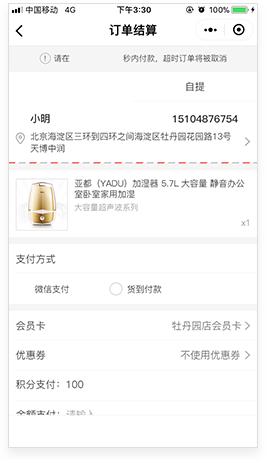 中国移动 4G 下午3:30 100%
订单结算
请在 秒内付款，超时订单将被取消
自提
小明 15104876754
北京海淀区三环到四环之间海淀区牡丹园花园路13号
天博中润
亚都（YADU）加湿器 5.7L 大容量 静音办公
室卧室家用加湿
大容量超声波系列
x1
支付方式
微信支付 货到付款
会员卡 牡丹园店会员卡
优惠券 不使用优惠券
积分支付：100
余额支付：请输入